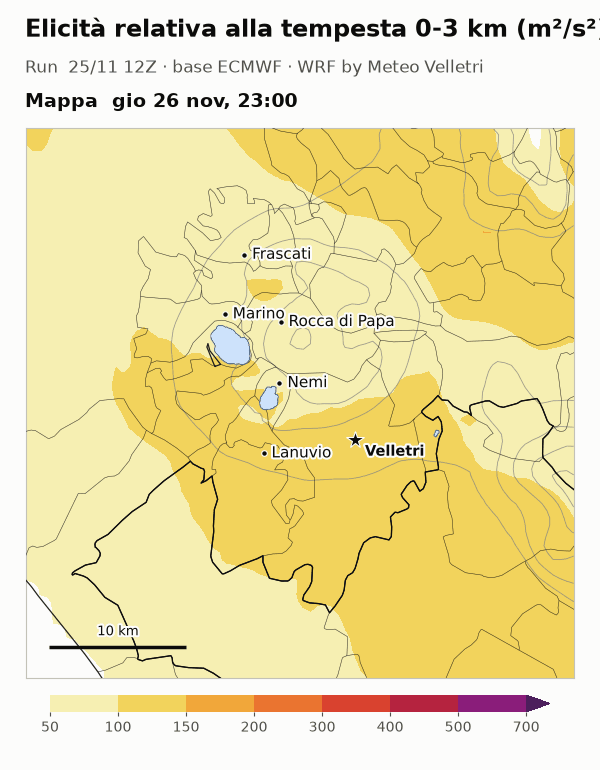 Elicità relativa alla tempesta 0-3 km (m²/s²)
Run 25/11 12Z · base ECMWF · WRF by Meteo Velletri
Mappa gio 26 nov, 23:00
Frascati
Marino
Rocca di Papa
Nemi
Velletri
Lanuvio
10 km
50 100 150 200 300 400 500 700